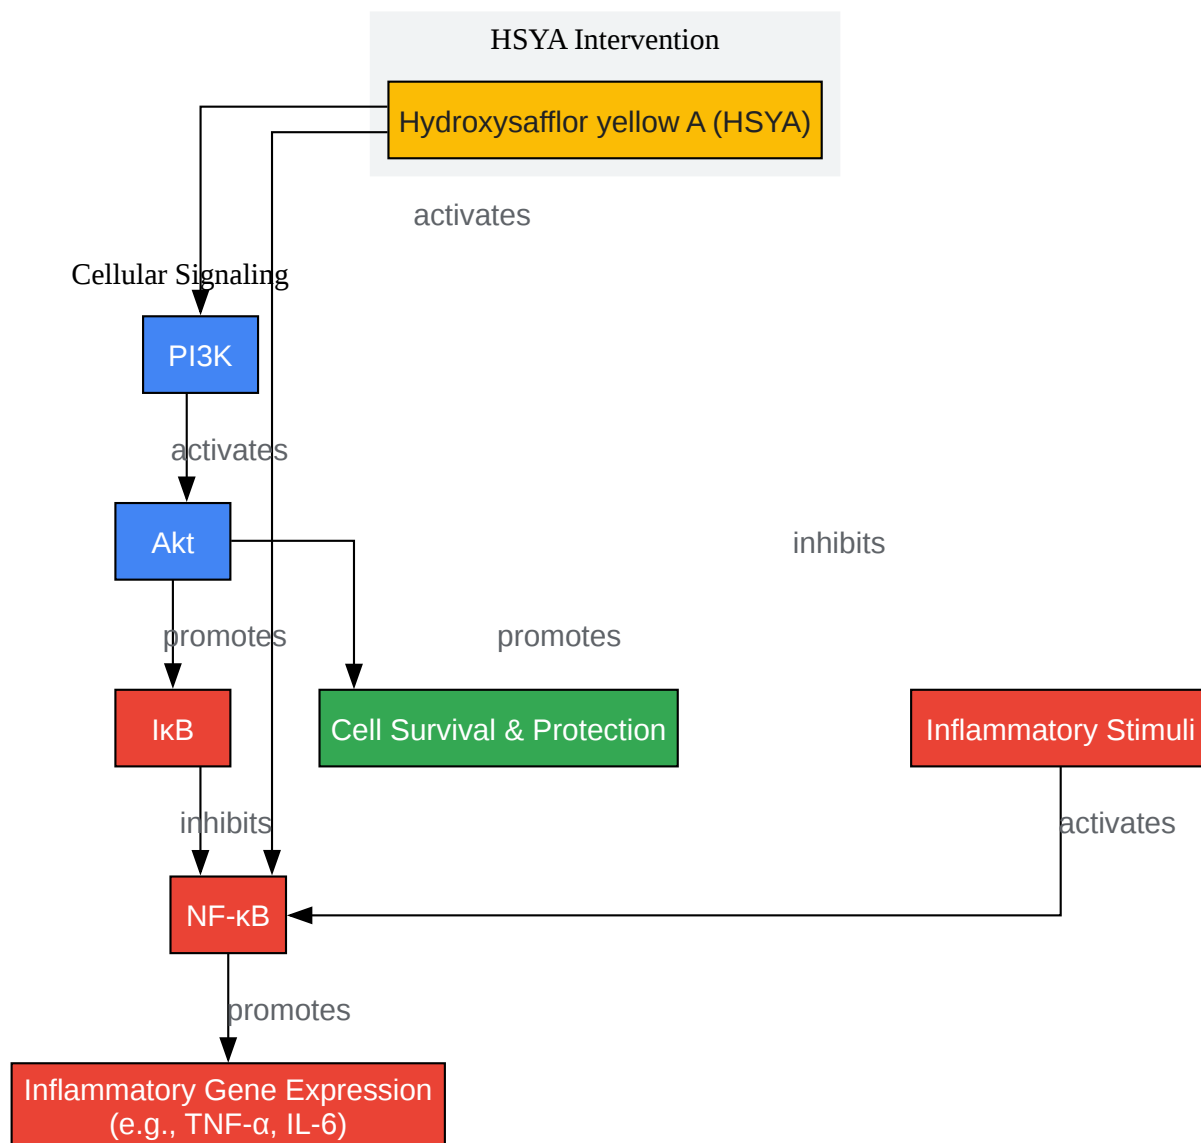 HSYA Intervention
Hydroxysafflor yellow A (HSYA)
activates
Cellular Signaling
PI3K
activates
Akt
inhibits
promotes
promotes
IκB
Cell Survival & Protection
Inflammatory Stimuli
inhibits
activates
NF-κB
promotes
Inflammatory Gene Expression
(e.g., TNF-α, IL-6)